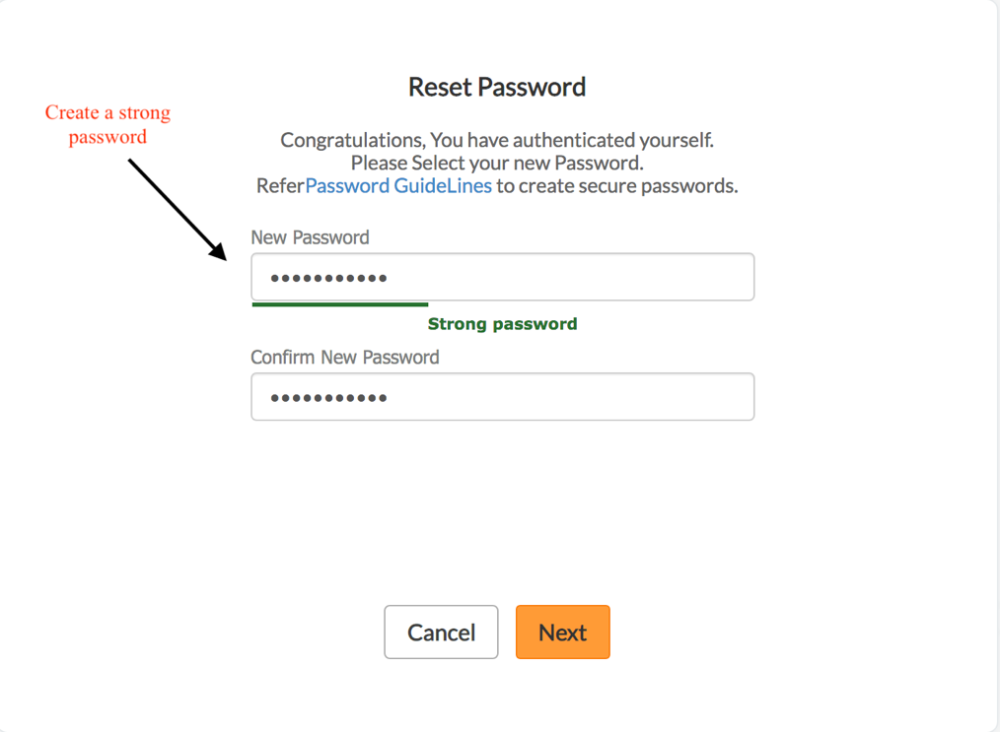 Reset Password
Create a strong
password
Congratulations, You have authenticated yourself.
Please Select your new Password.
ReferPassword GuideLines to create secure passwords.
New Password
•••••••••••
Strong password
Confirm New Password
•••••••••••
Cancel
Next